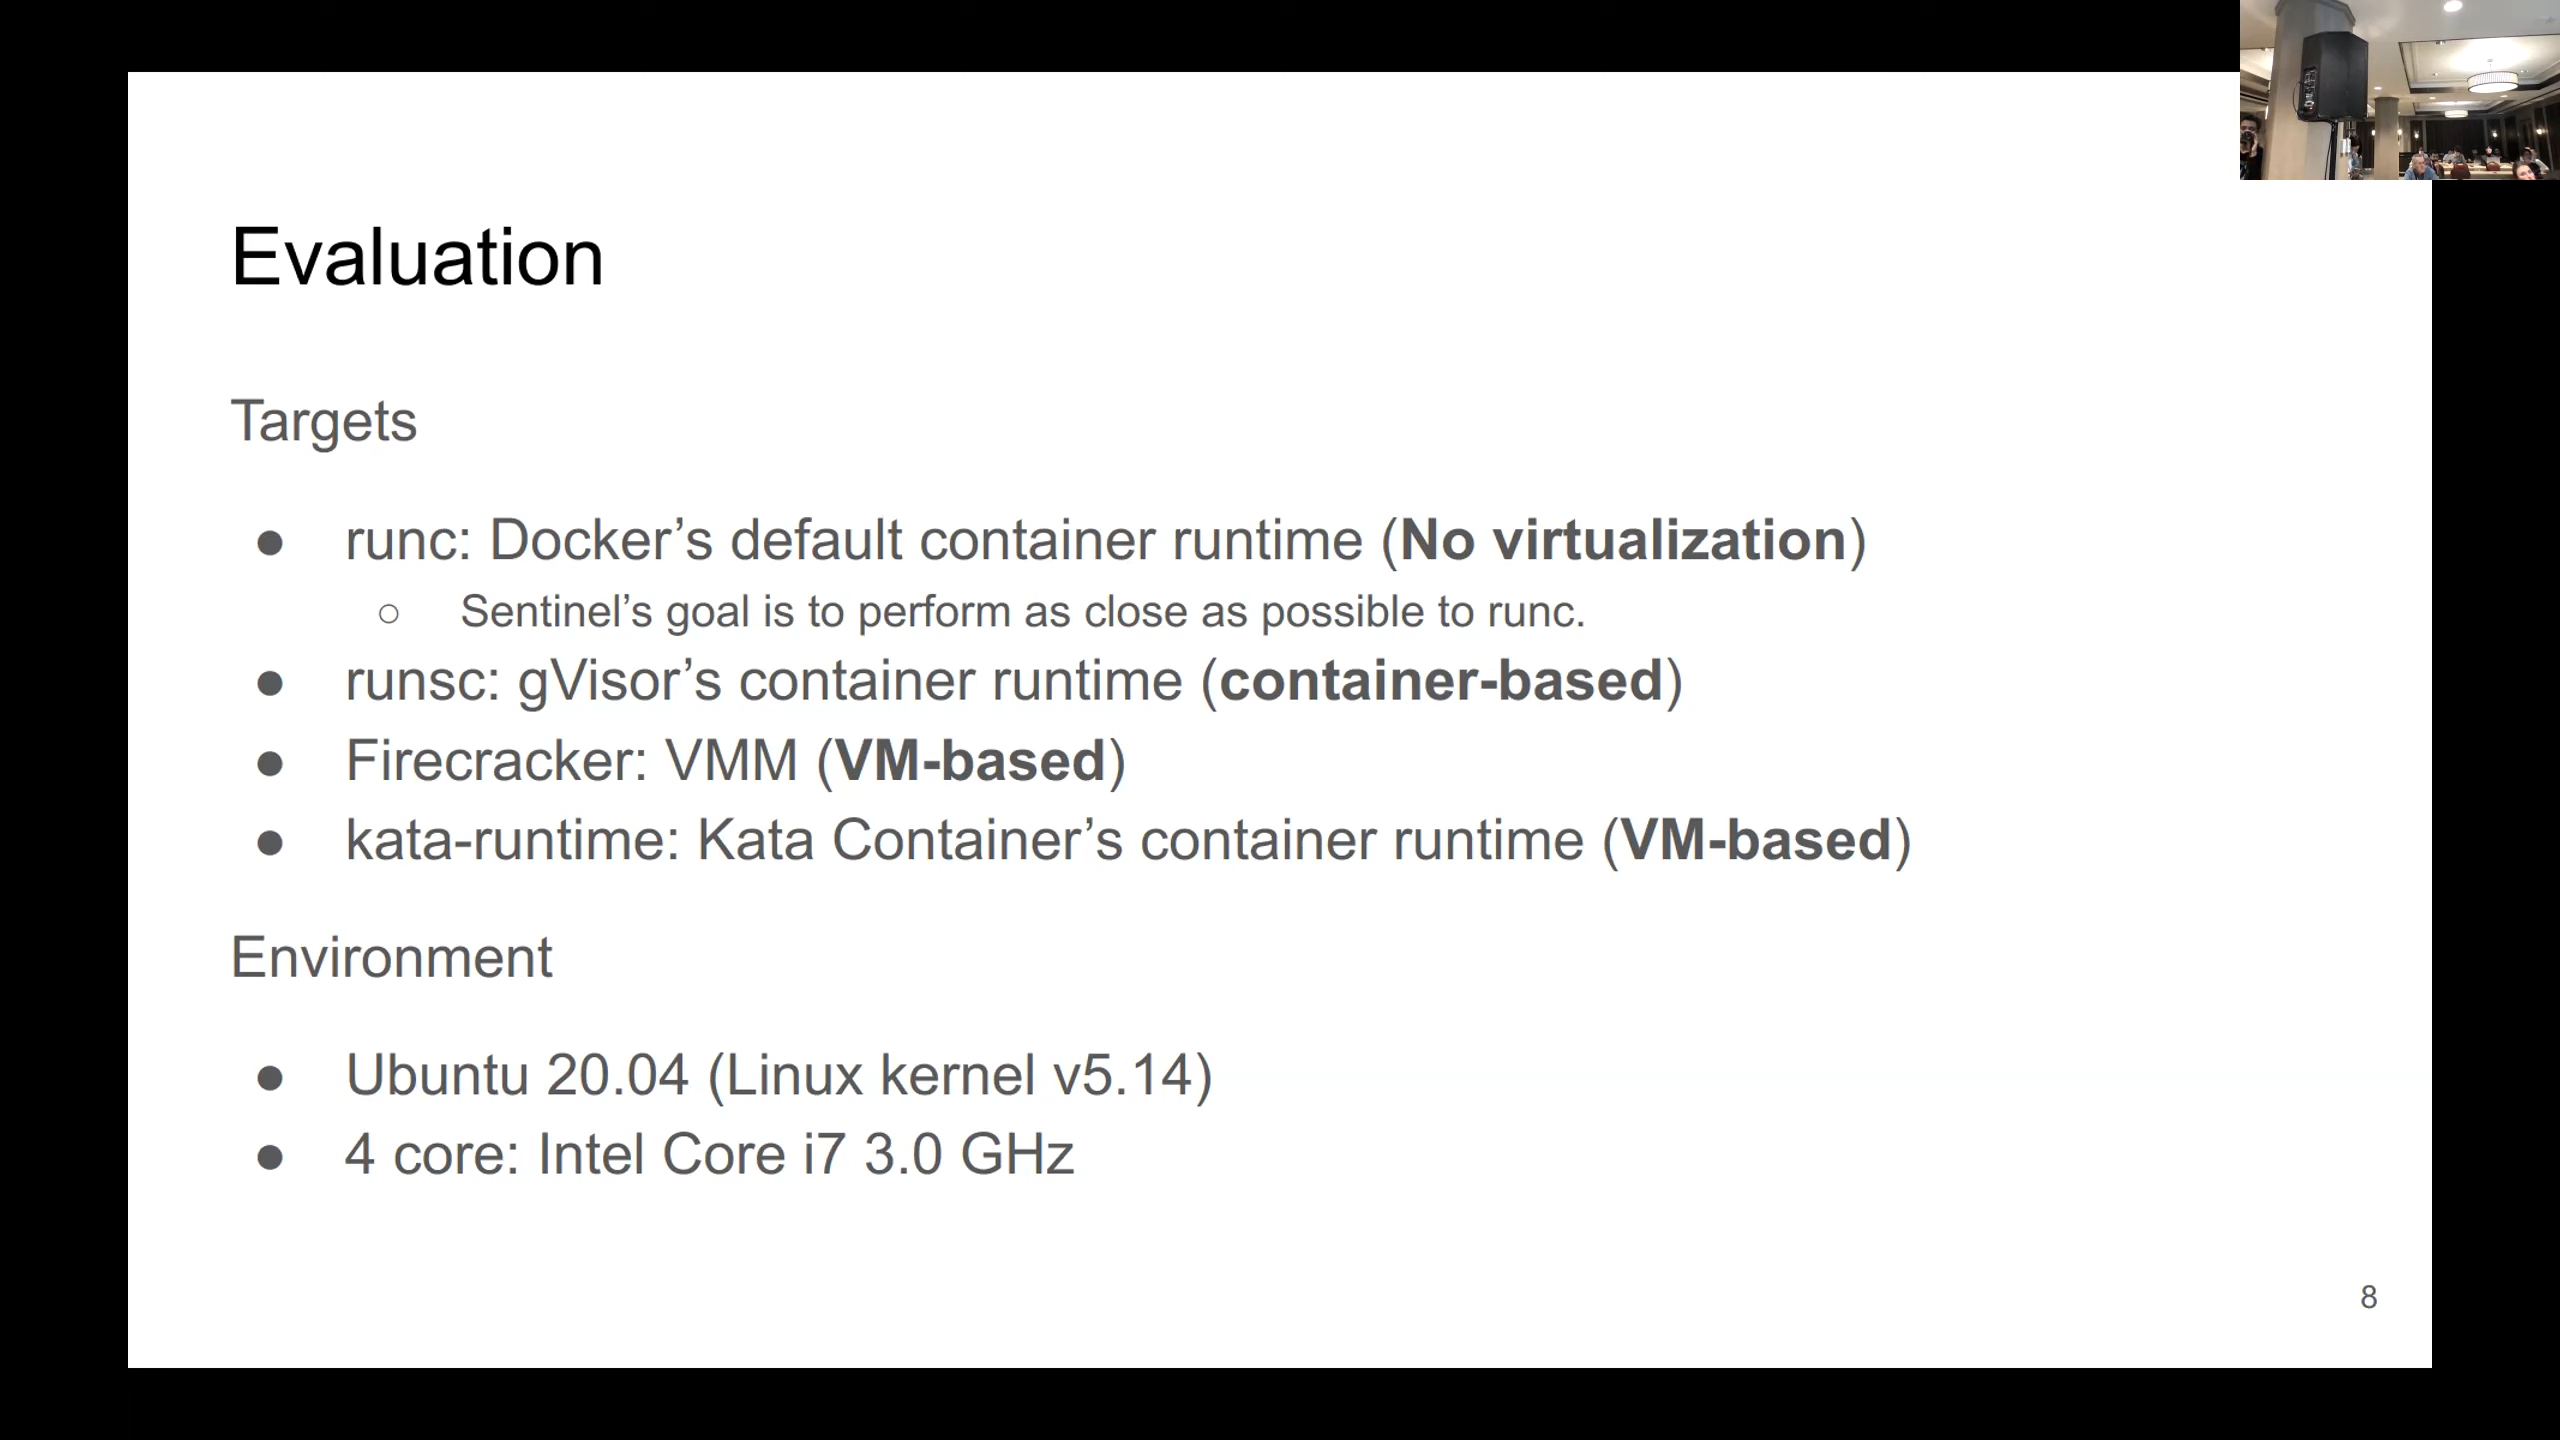 Evaluation
Targets
● runc: Docker’s default container runtime (No virtualization)
○ Sentinel’s goal is to perform as close as possible to runc.
● runsc: gVisor’s container runtime (container-based)
● Firecracker: VMM (VM-based)
● kata-runtime: Kata Container’s container runtime (VM-based)
Environment
● Ubuntu 20.04 (Linux kernel v5.14)
● 4 core: Intel Core i7 3.0 GHz
8